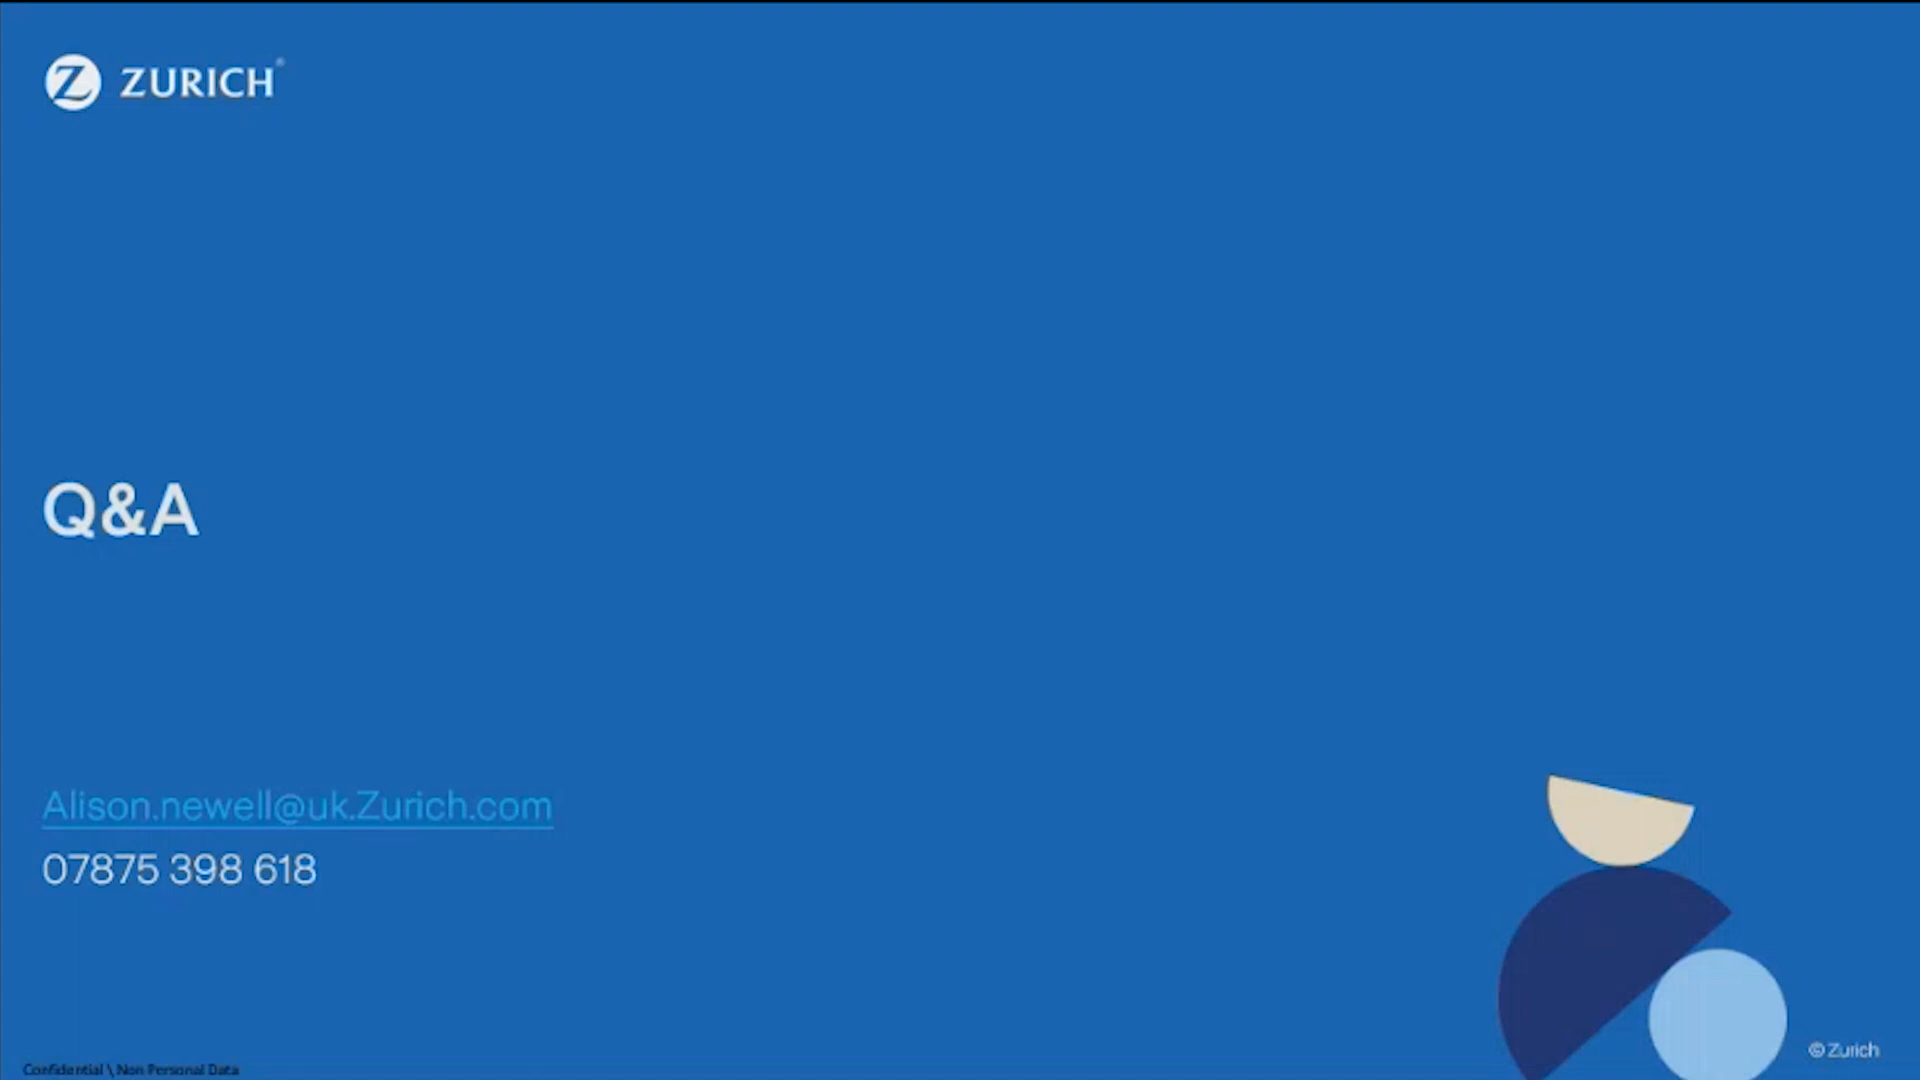 ZURICH®
Q&A
Alison.newell@uk.Zurich.com
07875 398 618
© Zurich
Confidential \ Non Personal Data